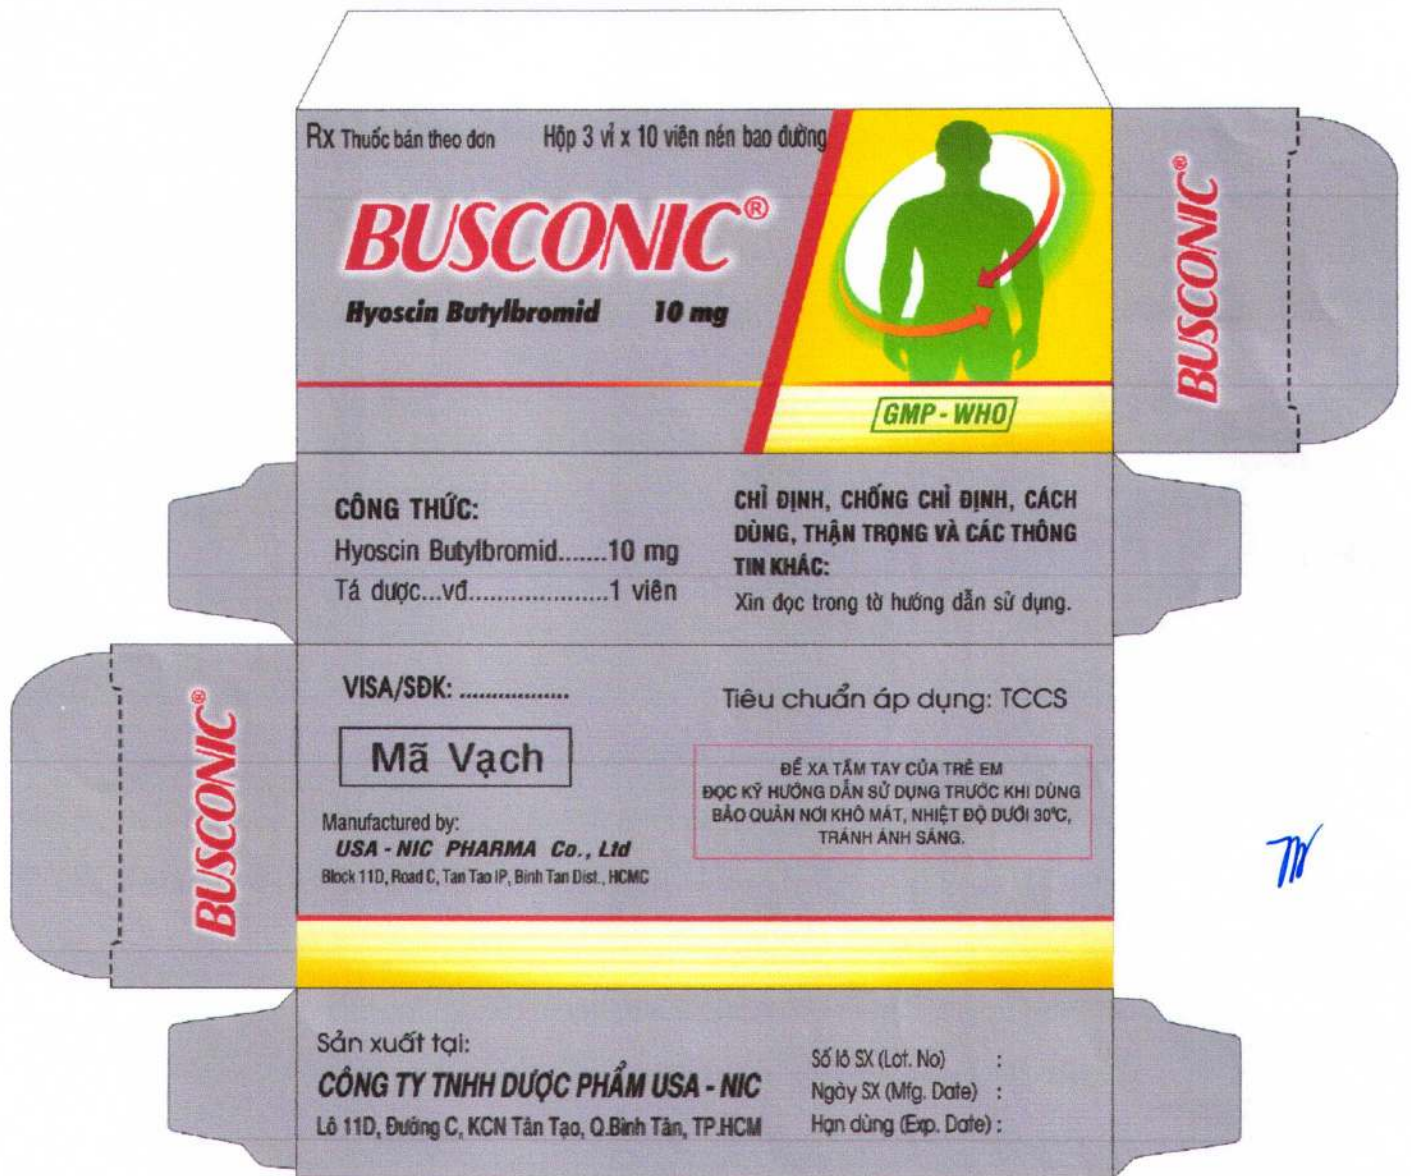 Rx Thuốc bán theo đơn Hộp 3 vỉ x 10 viên nén bao đường
BUSCONIC®
Hyoscin Butylbromid 10 mg
GMP - WHO
BUSCONIC®
CÔNG THỨC:
Hyoscin Butylbromid.......10 mg
Tá dược...vđ....................1 viên
CHỈ ĐỊNH, CHỐNG CHỈ ĐỊNH, CÁCH
DÙNG, THẬN TRỌNG VÀ CÁC THÔNG
TIN KHÁC:
Xin đọc trong tờ hướng dẫn sử dụng.
BUSCONIC®
VISA/SĐK: .................
Mã Vạch
Manufactured by:
USA - NIC PHARMA Co., Ltd
Block 11D, Road C, Tan Tao IP, Binh Tan Dist., HCMC
Tiêu chuẩn áp dụng: TCCS
ĐỂ XA TẦM TAY CỦA TRẺ EM
ĐỌC KỸ HƯỚNG DẪN SỬ DỤNG TRƯỚC KHI DÙNG
BẢO QUẢN NƠI KHÔ MÁT, NHIỆT ĐỘ DƯỚI 30°C,
TRÁNH ÁNH SÁNG.
Sản xuất tại:
CÔNG TY TNHH DƯỢC PHẨM USA - NIC
Lô 11D, Đường C, KCN Tân Tạo, Q.Bình Tân, TP.HCM
Số lô SX (Lot. No) :
Ngày SX (Mfg. Date) :
Hạn dùng (Exp. Date) :